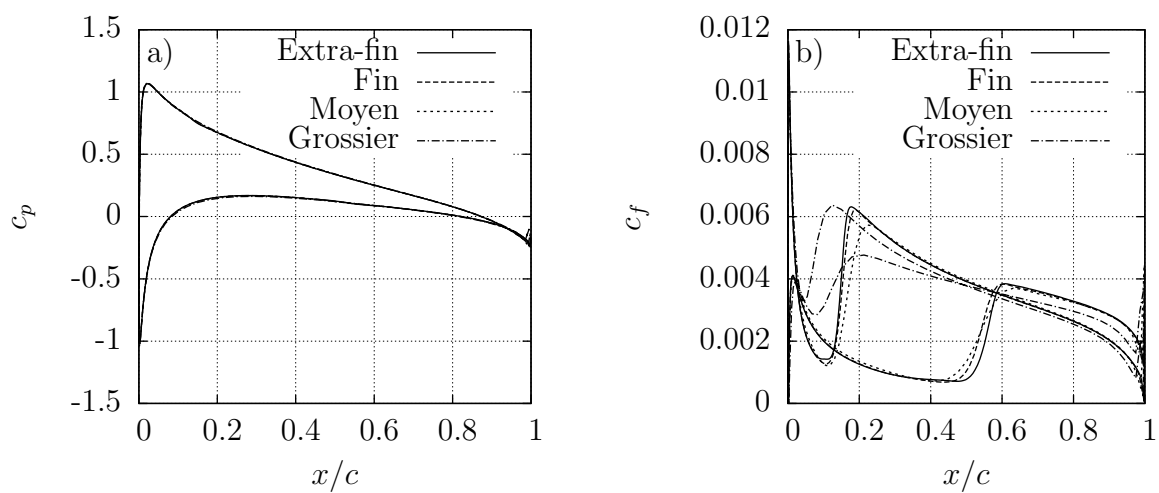 a)
Extra-fin
Fin
Moyen
Grossier
1.5
1
0.5
0
-0.5
-1
-1.5
c_p
0 0.2 0.4 0.6 0.8 1
x/c
b)
Extra-fin
Fin
Moyen
Grossier
0.012
0.01
0.008
0.006
0.004
0.002
0
c_f
0 0.2 0.4 0.6 0.8 1
x/c